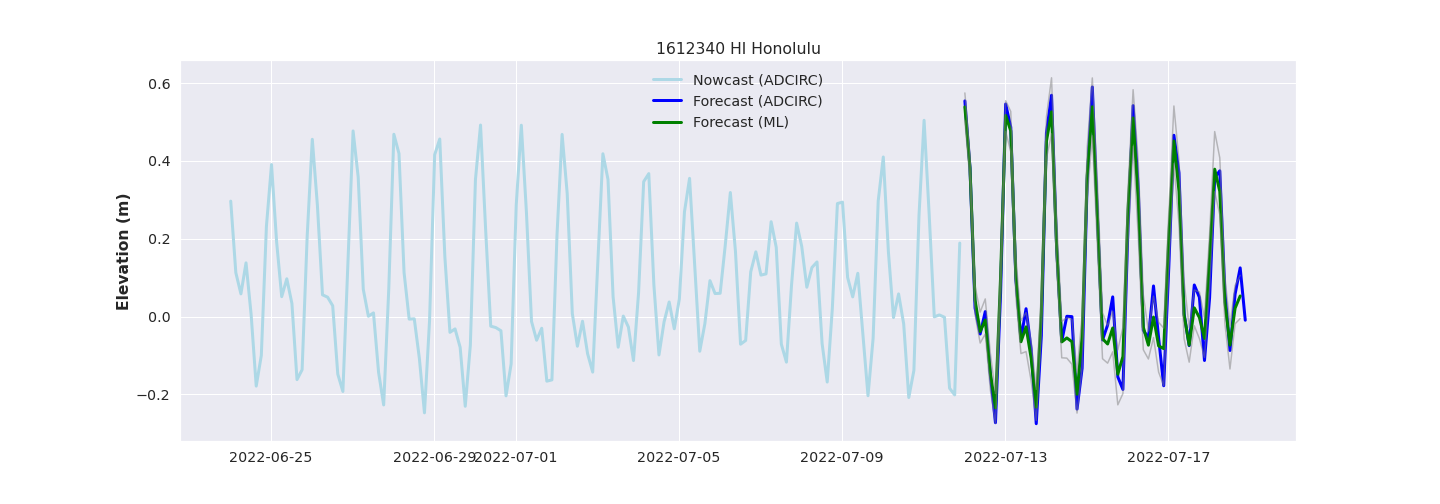 1612340 HI Honolulu
Nowcast (ADCIRC)
Forecast (ADCIRC)
Forecast (ML)
Elevation (m)
0.6
0.4
0.2
0.0
−0.2
2022-06-25
2022-06-29
2022-07-01
2022-07-05
2022-07-09
2022-07-13
2022-07-17